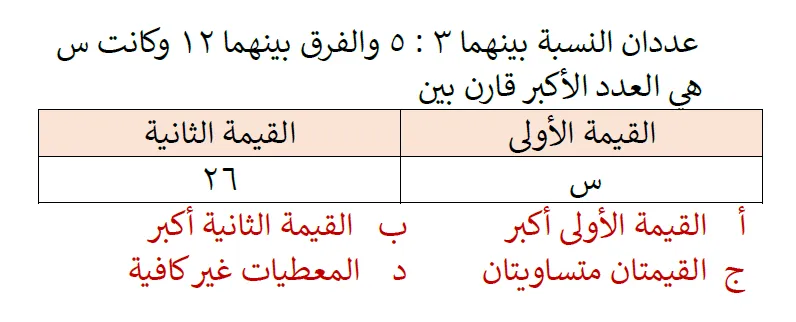 عددان النسبة بينهما ٣ : ٥ والفرق بينهما ١٢ وكانت س
هي العدد الأكبر قارن بين
القيمة الأولى القيمة الثانية
س ٢٦
أ القيمة الأولى أكبر ب القيمة الثانية أكبر
ج القيمتان متساويتان د المعطيات غير كافية